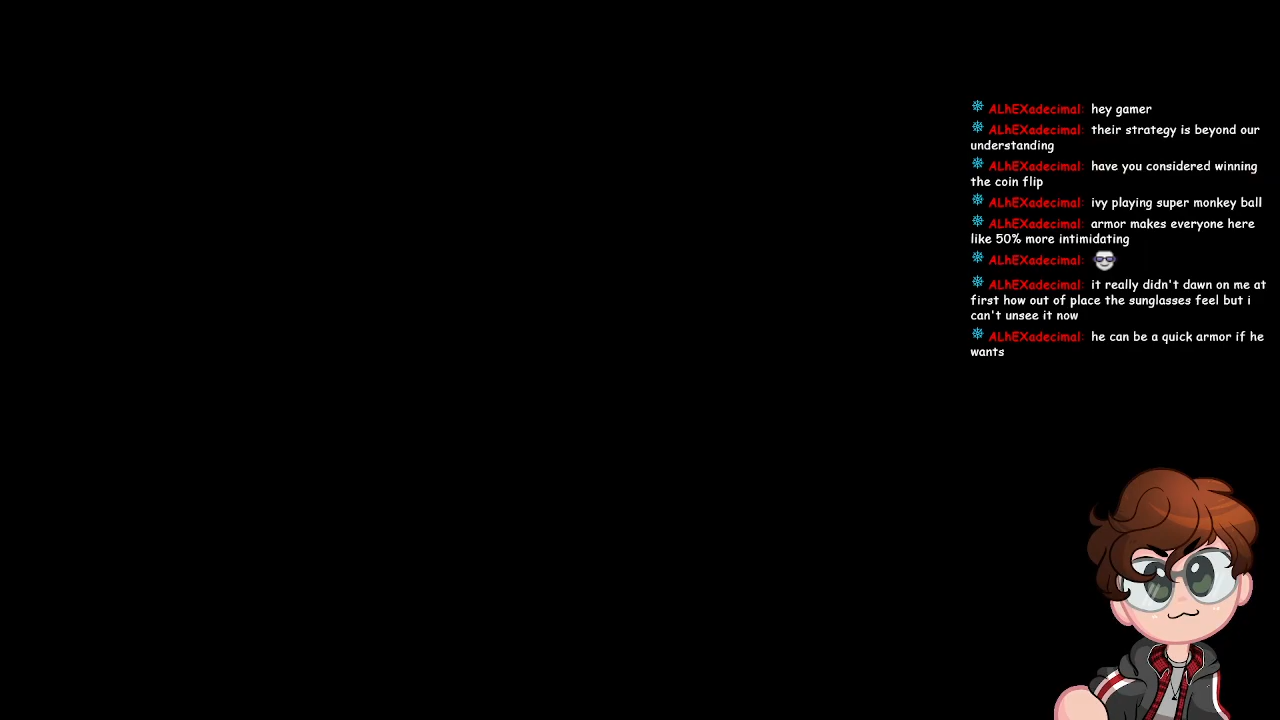 ALhEXadecimal: hey gamer
ALhEXadecimal: their strategy is beyond our
understanding
ALhEXadecimal: have you considered winning
the coin flip
ALhEXadecimal: ivy playing super monkey ball
ALhEXadecimal: armor makes everyone here
like 50% more intimidating
ALhEXadecimal:
ALhEXadecimal: it really didn't dawn on me at
first how out of place the sunglasses feel but i
can't unsee it now
ALhEXadecimal: he can be a quick armor if he
wants